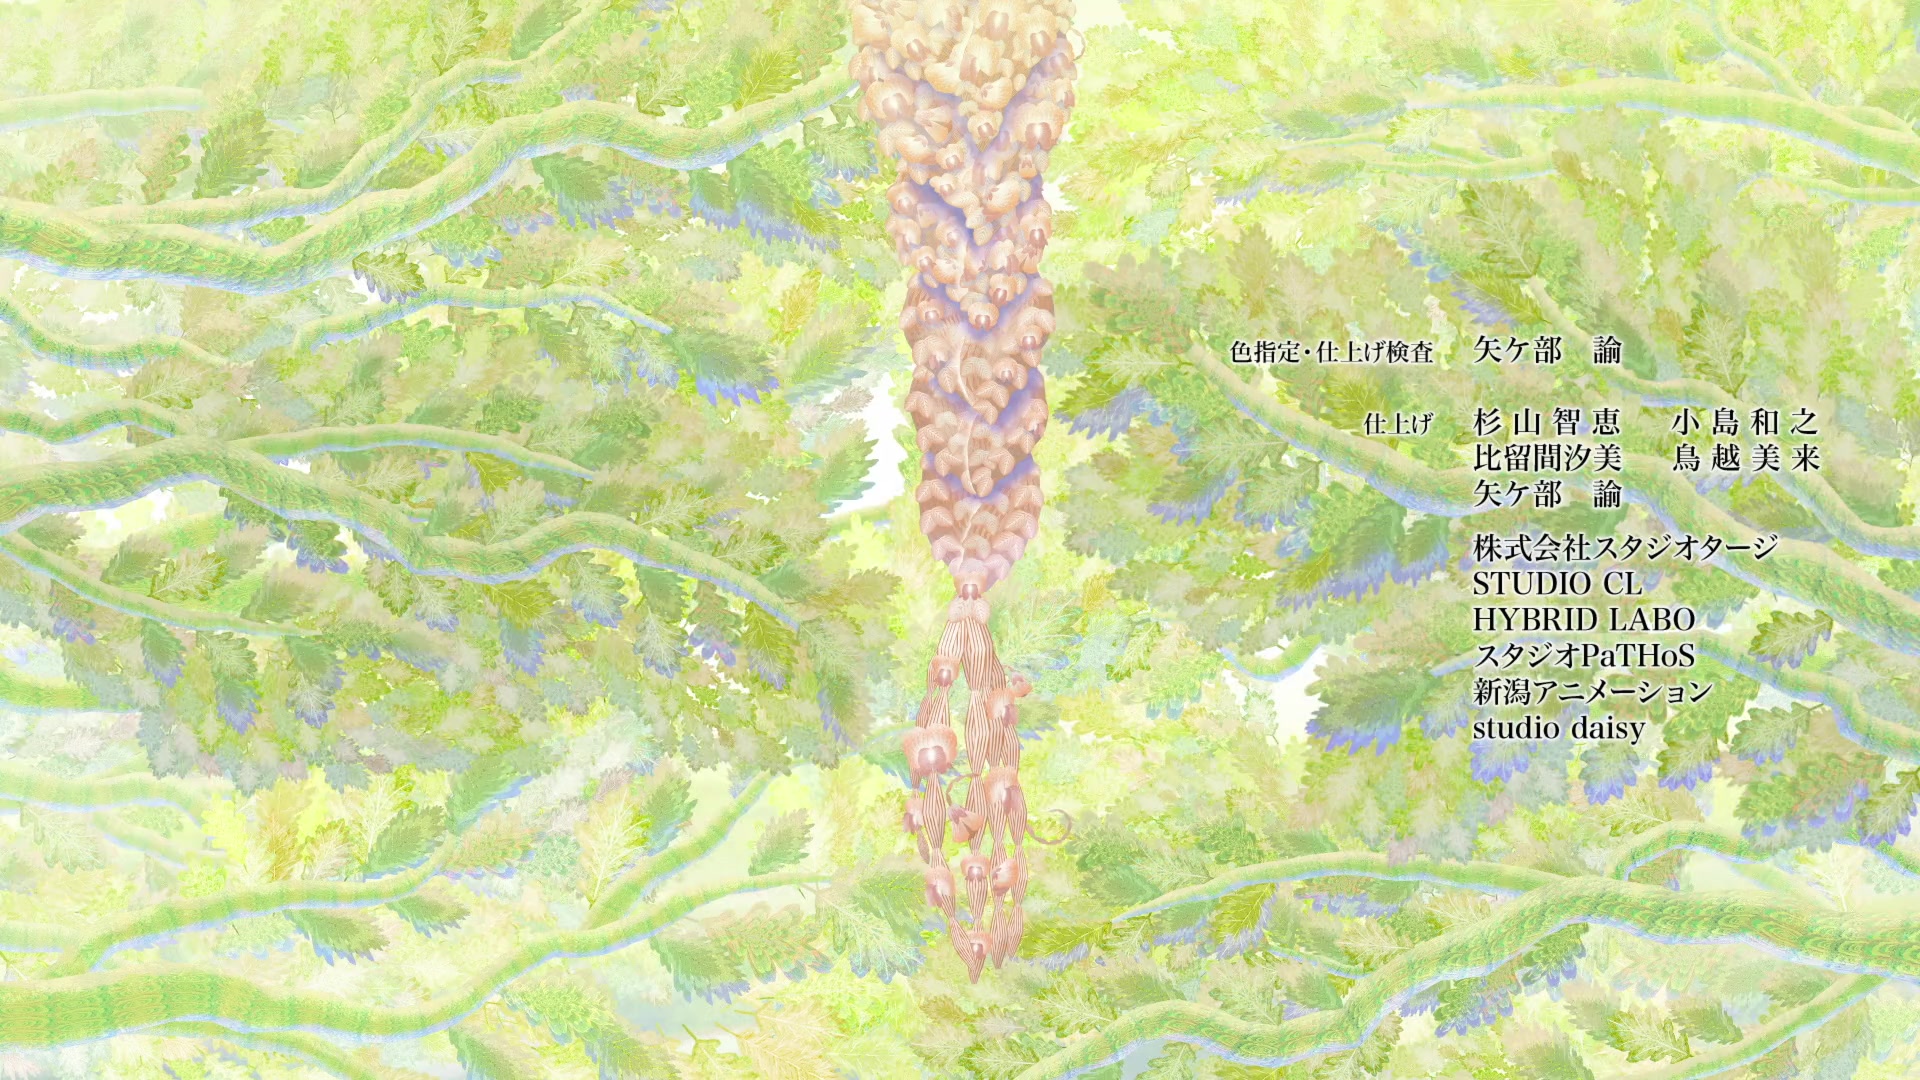 色指定・仕上げ検査 矢ケ部 諭
仕上げ 杉山智恵 小島和之
比留間汐美 鳥越美来
矢ケ部 諭
株式会社スタジオタージ
STUDIO CL
HYBRID LABO
スタジオPaTHoS
新潟アニメーション
studio daisy